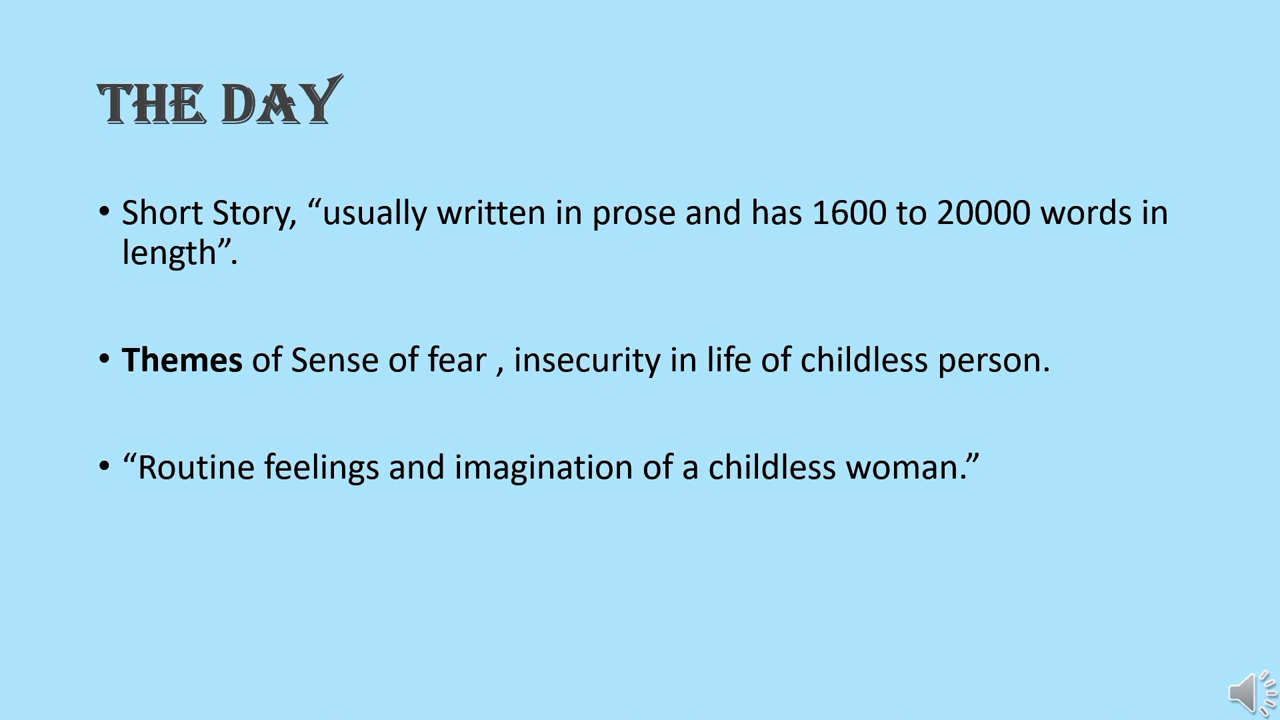 THE DAY
• Short Story, “usually written in prose and has 1600 to 20000 words in
length”.
• Themes of Sense of fear , insecurity in life of childless person.
• “Routine feelings and imagination of a childless woman.”